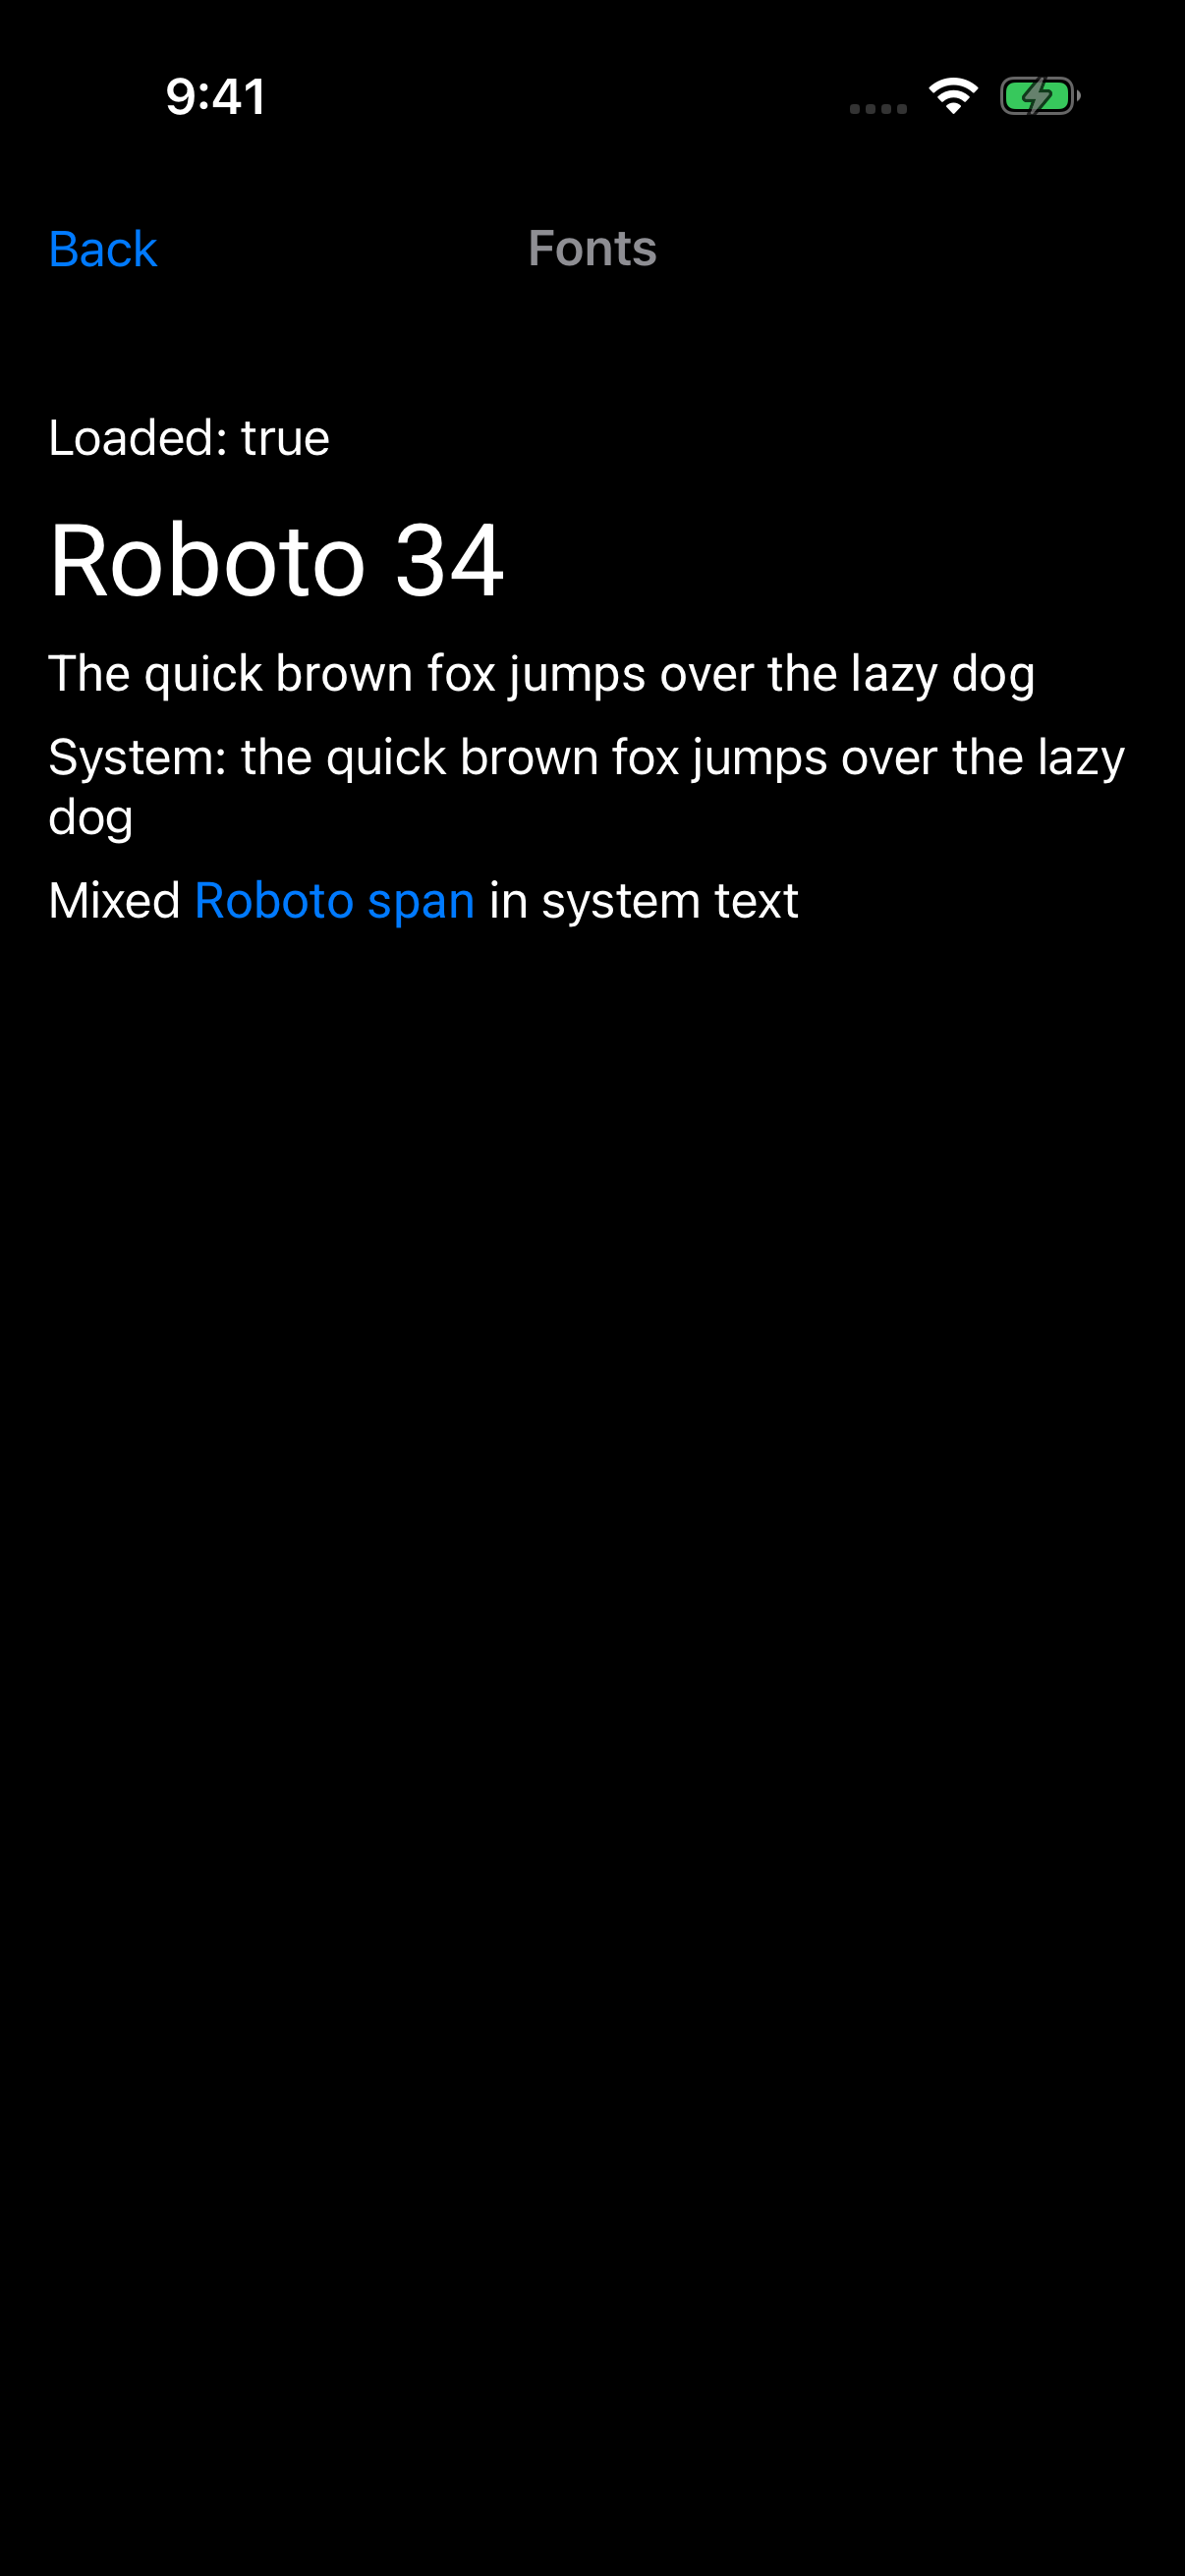 9:41
Back Fonts
Loaded: true
Roboto 34
The quick brown fox jumps over the lazy dog
System: the quick brown fox jumps over the lazy
dog
Mixed Roboto span in system text